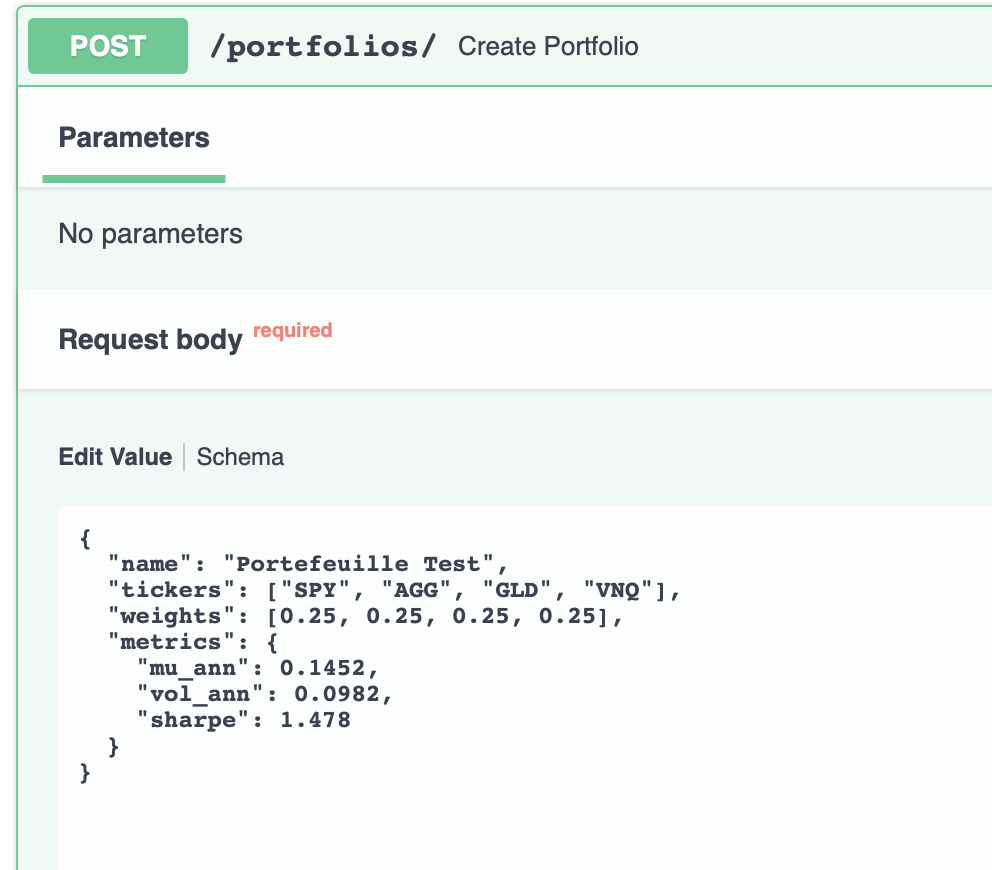 POST /portfolios/ Create Portfolio
Parameters
No parameters
Request body required
Edit Value | Schema
{
  "name": "Portefeuille Test",
  "tickers": ["SPY", "AGG", "GLD", "VNQ"],
  "weights": [0.25, 0.25, 0.25, 0.25],
  "metrics": {
    "mu_ann": 0.1452,
    "vol_ann": 0.0982,
    "sharpe": 1.478
  }
}